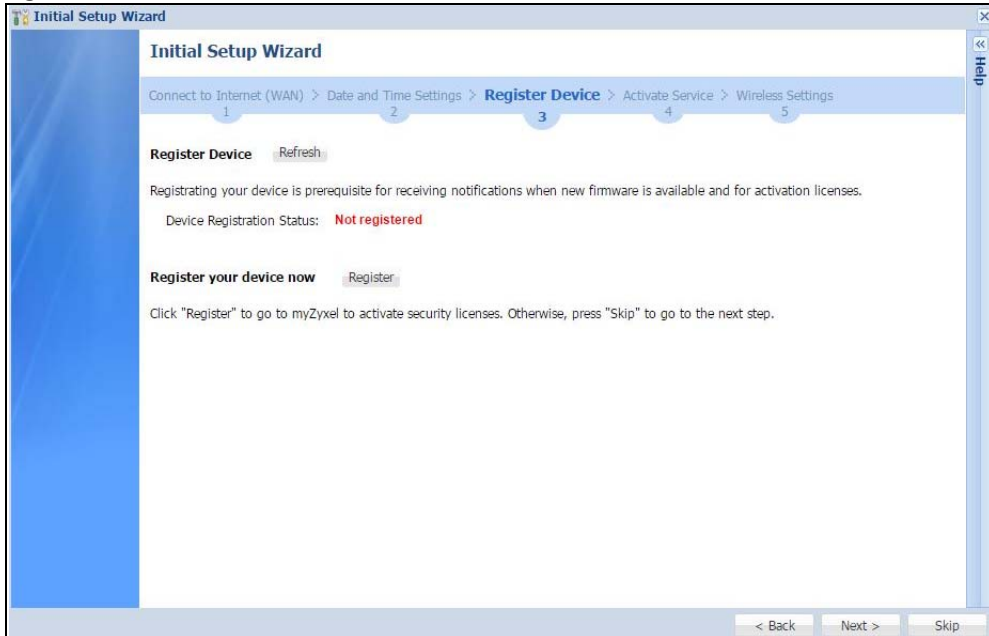 Initial Setup Wizard
Help
Initial Setup Wizard
Connect to Internet (WAN) > Date and Time Settings > Register Device > Activate Service > Wireless Settings
1 2 3 4 5
Register Device Refresh
Registrating your device is prerequisite for receiving notifications when new firmware is available and for activation licenses.
Device Registration Status: Not registered
Register your device now Register
Click "Register" to go to myZyxel to activate security licenses. Otherwise, press "Skip" to go to the next step.
< Back Next > Skip